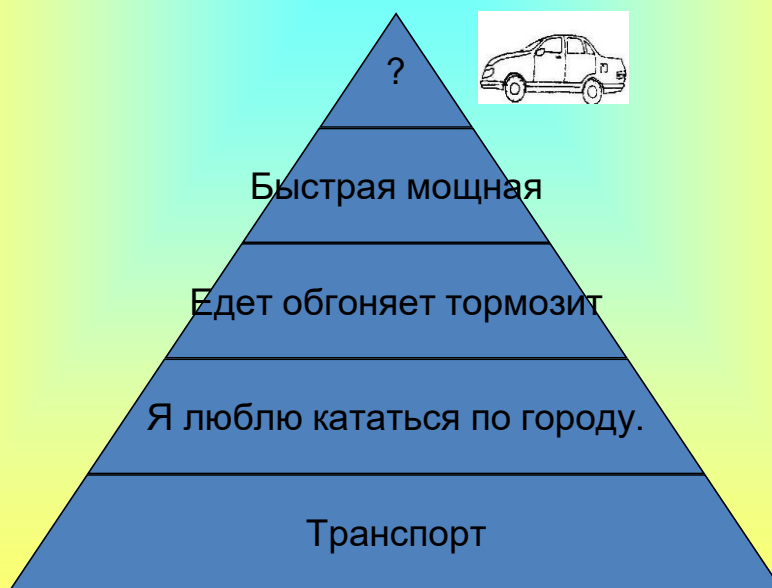 ?
Быстрая мощная
Едет обгоняет тормозит
Я люблю кататься по городу.
Транспорт